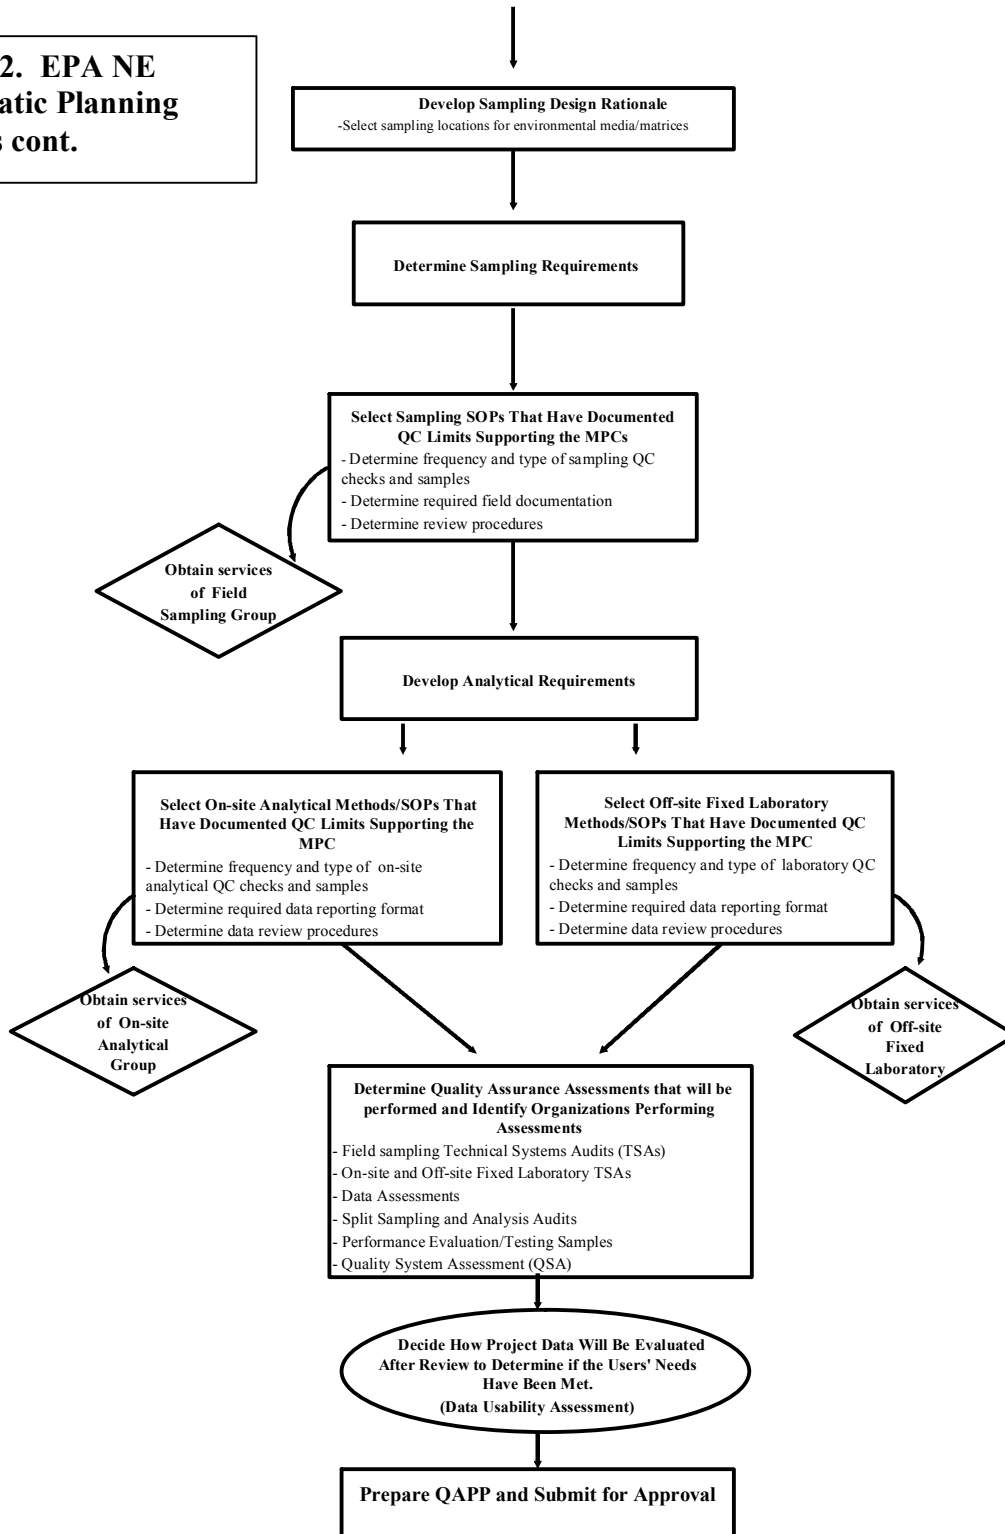 2. EPA NE
atic Planning
s cont.
Develop Sampling Design Rationale
-Select sampling locations for environmental media/matrices
Determine Sampling Requirements
Select Sampling SOPs That Have Documented
QC Limits Supporting the MPCs
- Determine frequency and type of sampling QC
checks and samples
- Determine required field documentation
- Determine review procedures
Obtain services
of Field
Sampling Group
Develop Analytical Requirements
Select On-site Analytical Methods/SOPs That
Have Documented QC Limits Supporting the
MPC
- Determine frequency and type of on-site
analytical QC checks and samples
- Determine required data reporting format
- Determine data review procedures
Select Off-site Fixed Laboratory
Methods/SOPs That Have Documented QC
Limits Supporting the MPC
- Determine frequency and type of laboratory QC
checks and samples
- Determine required data reporting format
- Determine data review procedures
Obtain services
of On-site
Analytical
Group
Obtain services
of Off-site
Fixed
Laboratory
Determine Quality Assurance Assessments that will be
performed and Identify Organizations Performing
Assessments
- Field sampling Technical Systems Audits (TSAs)
- On-site and Off-site Fixed Laboratory TSAs
- Data Assessments
- Split Sampling and Analysis Audits
- Performance Evaluation/Testing Samples
- Quality System Assessment (QSA)
Decide How Project Data Will Be Evaluated
After Review to Determine if the Users' Needs
Have Been Met.
(Data Usability Assessment)
Prepare QAPP and Submit for Approval